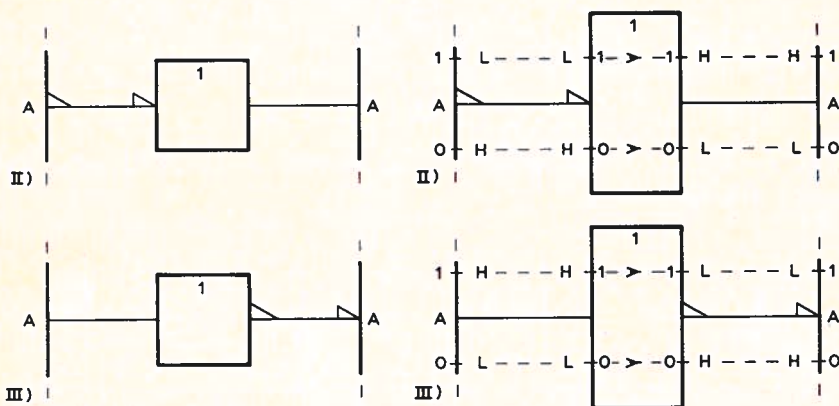 1
1
1 L L 1 > 1 H H 1
A A
A A
0 H H 0 > 0 L L 0
II)
II)
1
1
1 H H 1 > 1 L L 1
A A
A A
0 L L 0 > 0 H H 0
III)
III)